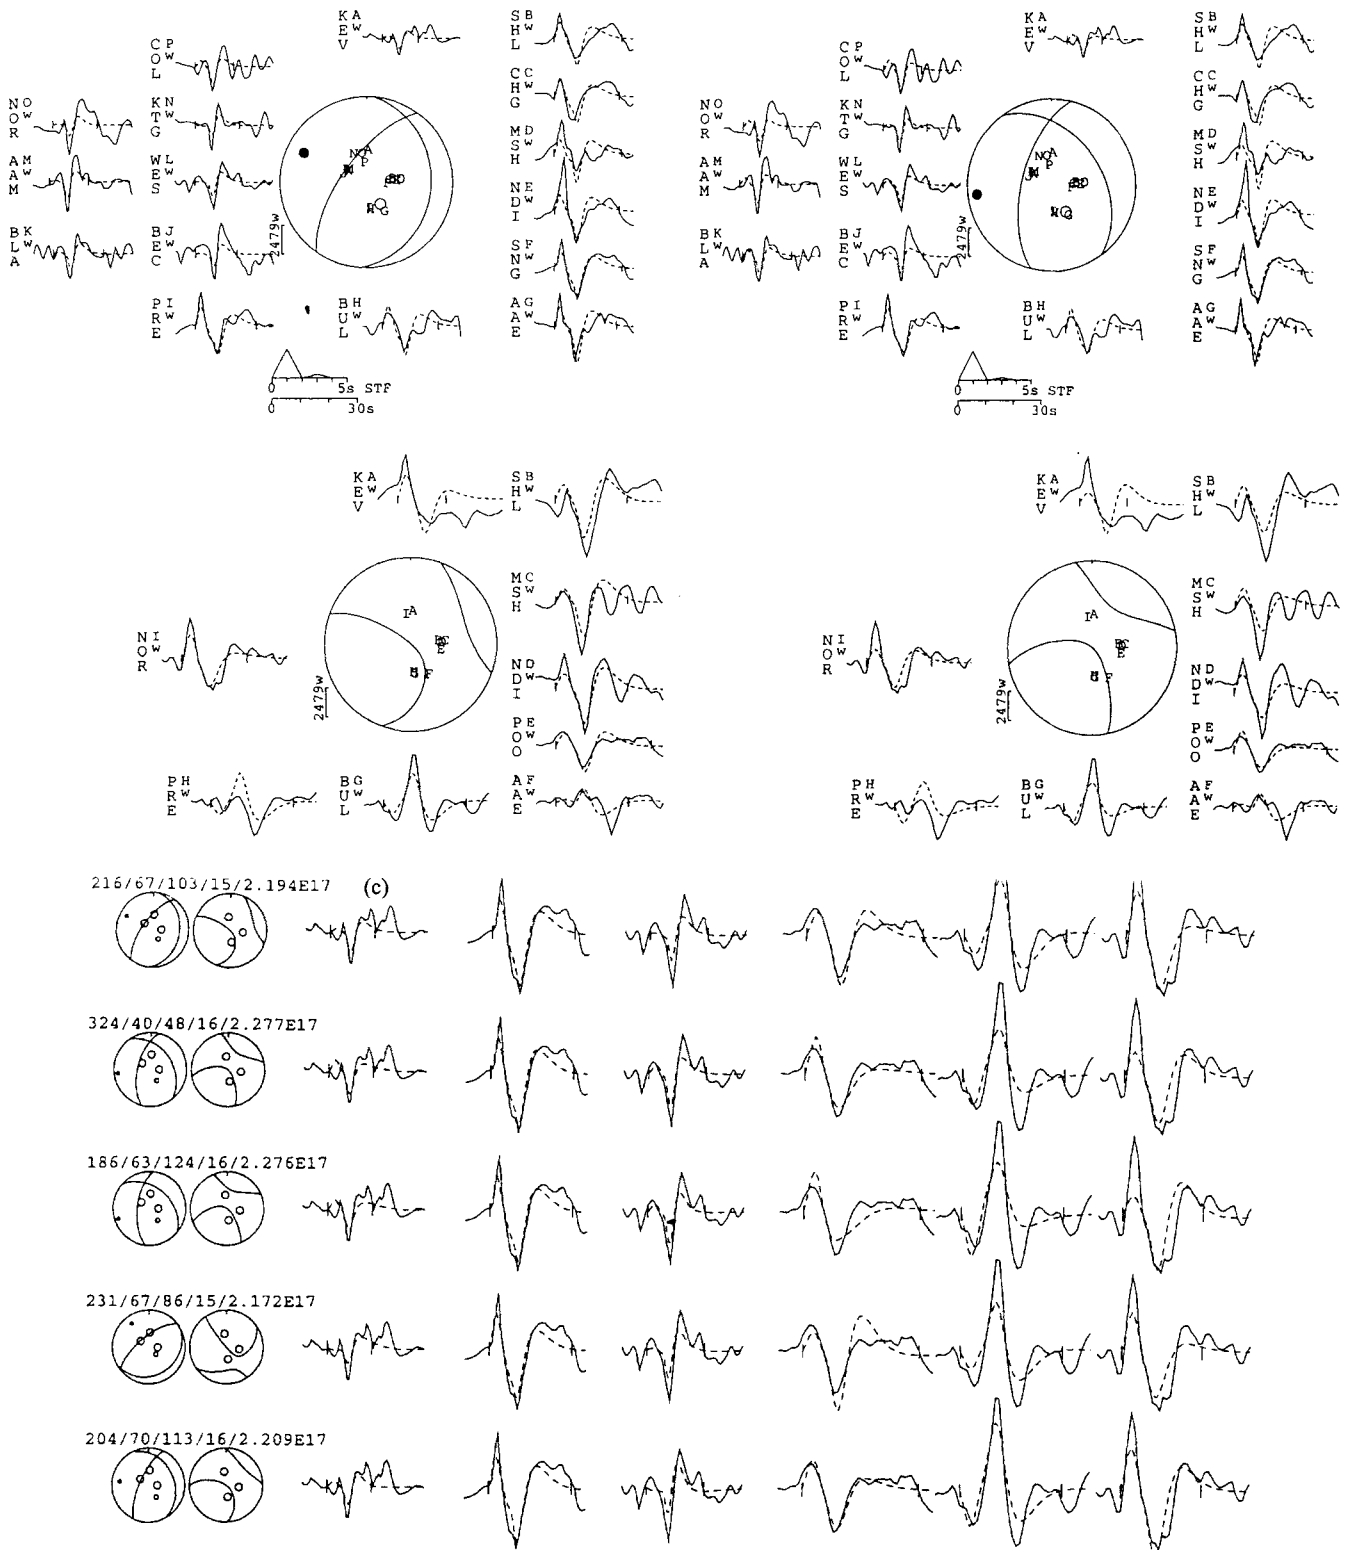 KEV A w
SHL B w
COL P w
CHG C w
NOR O w
KTG N w
MSH D w
AAM M w
WES L w
NDI E w
BLA K w
BEC J w
SNG F w
PRE I w
BUL H w
AAE G w
2479w
N A
P
G
0 5s STF
0 30s
KEV A w
SHL B w
COL P w
CHG C w
NOR O w
KTG N w
MSH D w
AAM M w
WES L w
NDI E w
BLA K w
BEC J w
SNG F w
PRE I w
BUL H w
AAE G w
2479w
N A
P
G
0 5s STF
0 30s
KEV A w
SHL B w
MSH C w
NOR I w
NDI D w
POO E w
PRE H w
BUL G w
AAE F w
2479w
I A
C
E
F
KEV A w
SHL B w
MSH C w
NOR I w
NDI D w
POO E w
PRE H w
BUL G w
AAE F w
2479w
I A
C
E
F
216/67/103/15/2.194E17 (c)
324/40/48/16/2.277E17
186/63/124/16/2.276E17
231/67/86/15/2.172E17
204/70/113/16/2.209E17